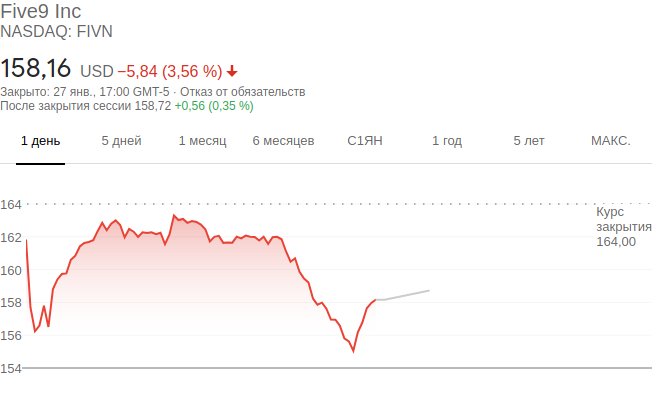 Five9 Inc
NASDAQ: FIVN
158,16 USD −5,84 (3,56 %)
Закрыто: 27 янв., 17:00 GMT-5 · Отказ от обязательств
После закрытия сессии 158,72 +0,56 (0,35 %)
1 день 5 дней 1 месяц 6 месяцев С1ЯН 1 год 5 лет МАКС.
164
Курс
закрытия
164,00
162
160
158
156
154